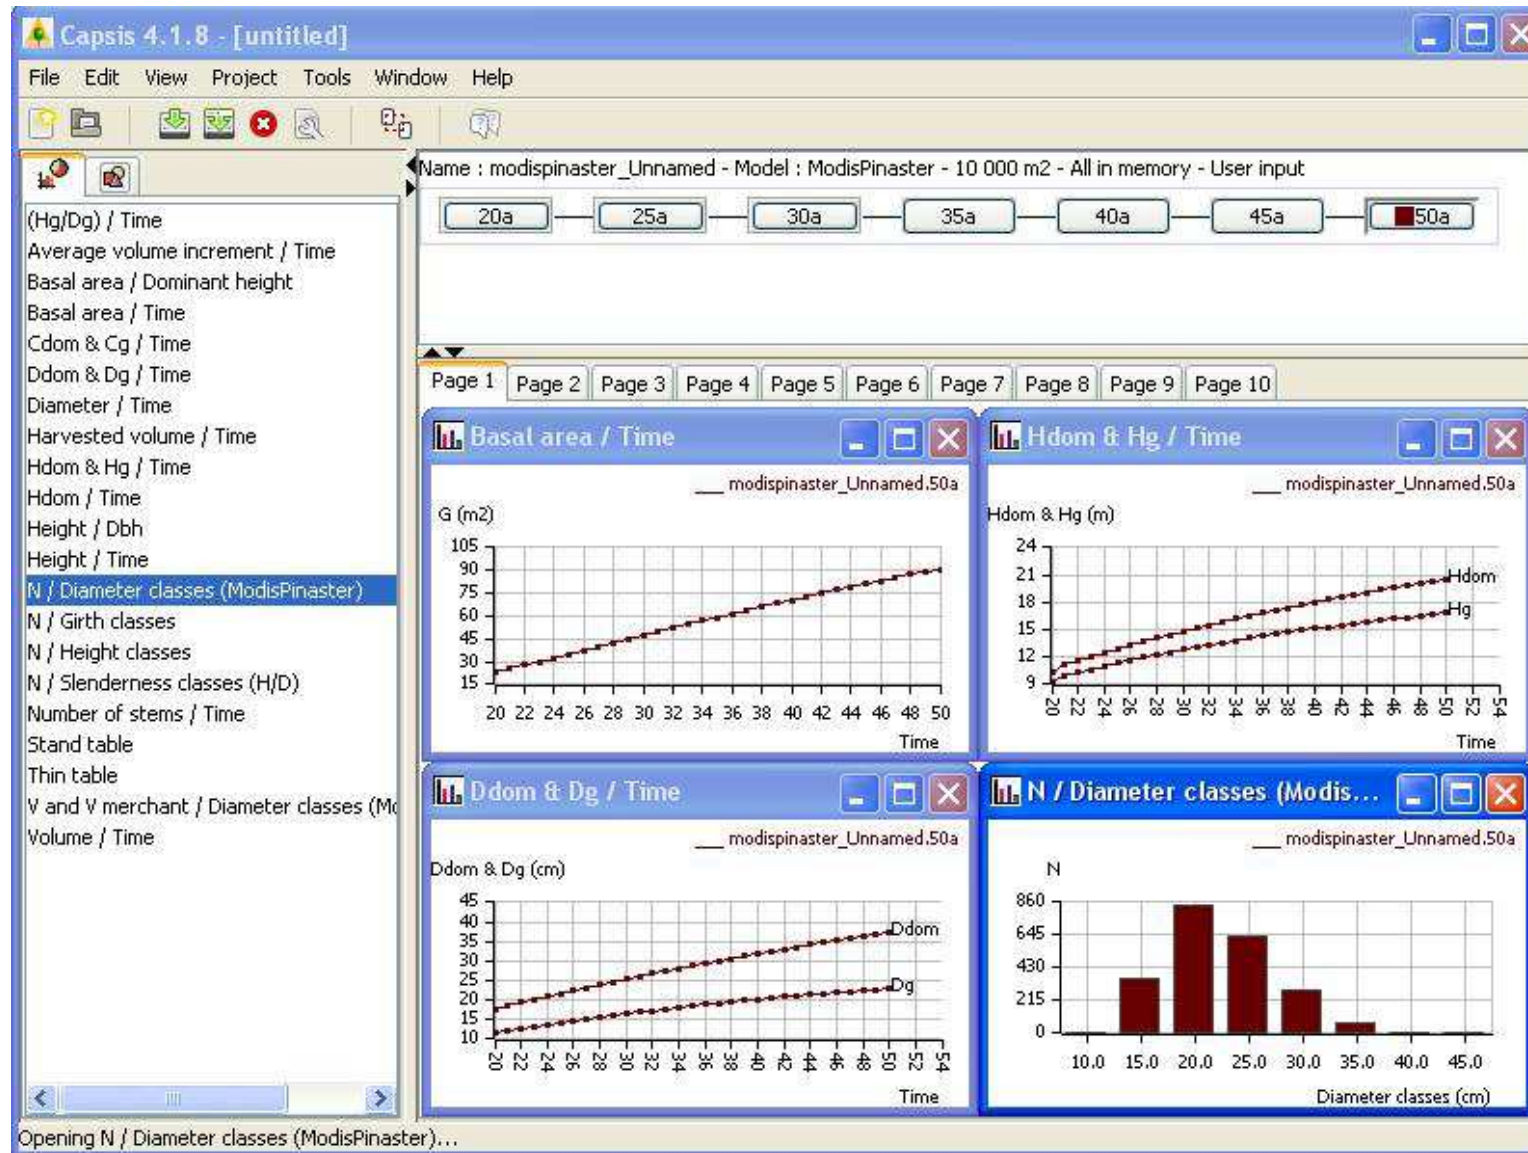 Capsis 4.1.8 - [untitled]
File Edit View Project Tools Window Help
Name : modispinaster_Unnamed - Model : ModisPinaster - 10 000 m2 - All in memory - User input
20a 25a 30a 35a 40a 45a 50a
(Hg/Dg) / Time
Average volume increment / Time
Basal area / Dominant height
Basal area / Time
Cdom & Cg / Time
Ddom & Dg / Time
Diameter / Time
Harvested volume / Time
Hdom & Hg / Time
Hdom / Time
Height / Dbh
Height / Time
N / Diameter classes (ModisPinaster)
N / Girth classes
N / Height classes
N / Slenderness classes (H/D)
Number of stems / Time
Stand table
Thin table
V and V merchant / Diameter classes (Mo
Volume / Time
Page 1 Page 2 Page 3 Page 4 Page 5 Page 6 Page 7 Page 8 Page 9 Page 10
Basal area / Time
modispinaster_Unnamed.50a
G (m2)
105
90
75
60
45
30
15
20 22 24 26 28 30 32 34 36 38 40 42 44 46 48 50
Time
Hdom & Hg / Time
modispinaster_Unnamed.50a
Hdom & Hg (m)
24
21
18
15
12
9
Hdom
Hg
20 22 24 26 28 30 32 34 36 38 40 42 44 46 48 50 52 54
Time
Ddom & Dg / Time
modispinaster_Unnamed.50a
Ddom & Dg (cm)
45
40
35
30
25
20
15
10
Ddom
Dg
20 22 24 26 28 30 32 34 36 38 40 42 44 46 48 50 52 54
Time
N / Diameter classes (Modis...
modispinaster_Unnamed.50a
N
860
645
430
215
0
10.0 15.0 20.0 25.0 30.0 35.0 40.0 45.0
Diameter classes (cm)
Opening N / Diameter classes (ModisPinaster)...